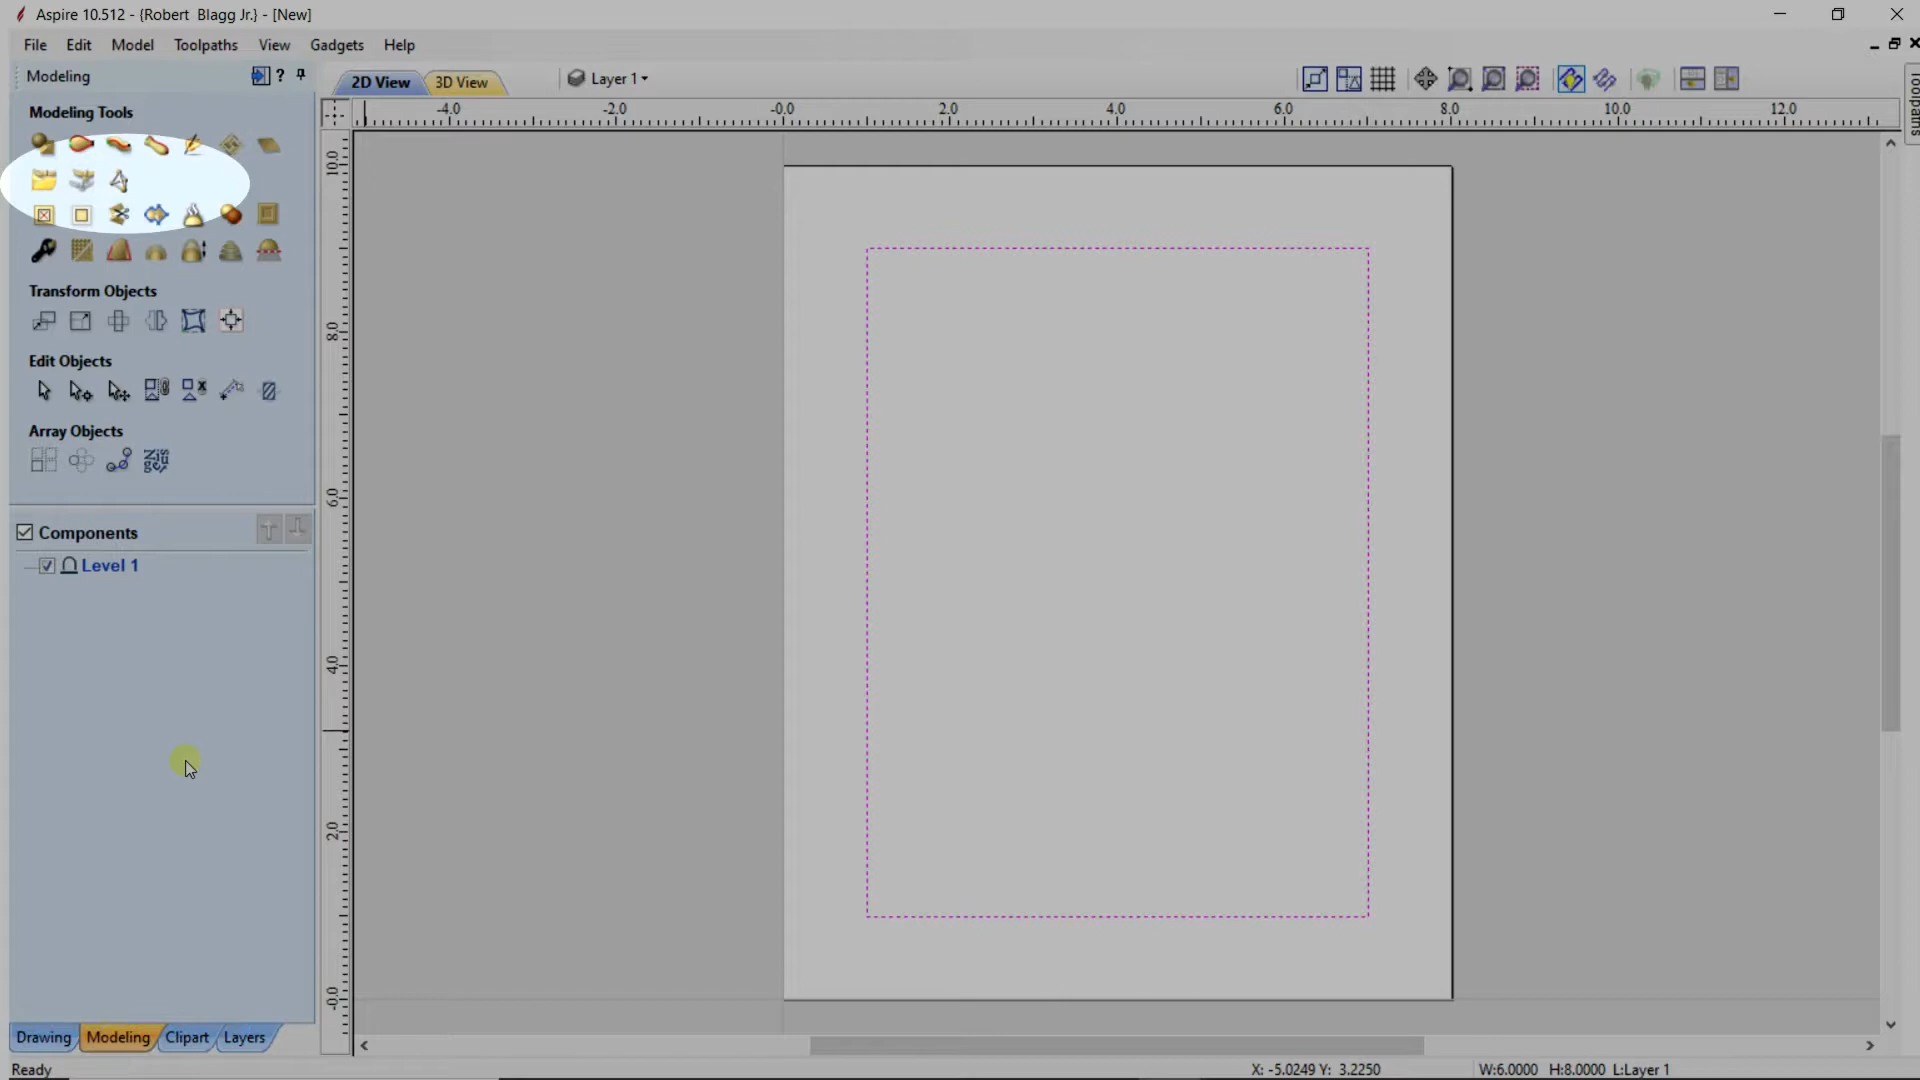 Aspire 10.512 - {Robert Blagg Jr.} - [New]
File Edit Model Toolpaths View Gadgets Help
Modeling ?
2D View 3D View Layer 1
Modeling Tools
-4.0 -2.0 -0.0 2.0 4.0 6.0 8.0 10.0 12.0
10.0
8.0
6.0
4.0
2.0
-0.0
Transform Objects
Edit Objects
Array Objects
Components
Level 1
Drawing Modeling Clipart Layers
Ready X: -5.0249 Y: 3.2250 W:6.0000 H:8.0000 L:Layer 1